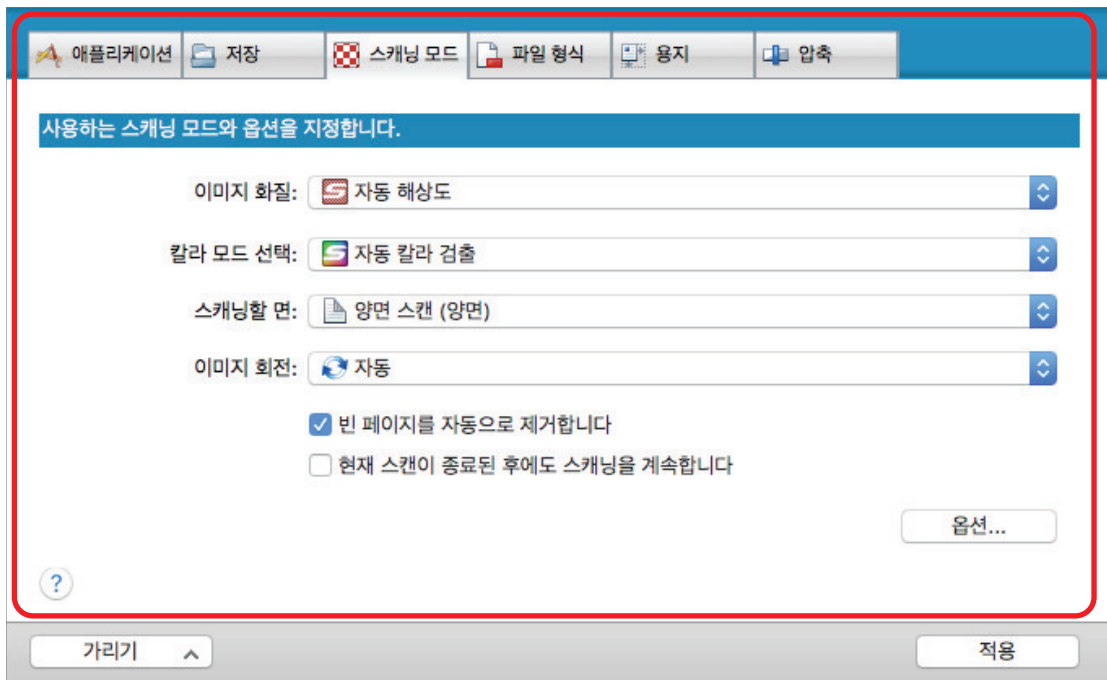 애플리케이션 저장 스캐닝 모드 파일 형식 용지 압축
사용하는 스캐닝 모드와 옵션을 지정합니다.
이미지 화질: 자동 해상도
칼라 모드 선택: 자동 칼라 검출
스캐닝할 면: 양면 스캔 (양면)
이미지 회전: 자동
빈 페이지를 자동으로 제거합니다
현재 스캔이 종료된 후에도 스캐닝을 계속합니다
옵션...
?
가리기 적용